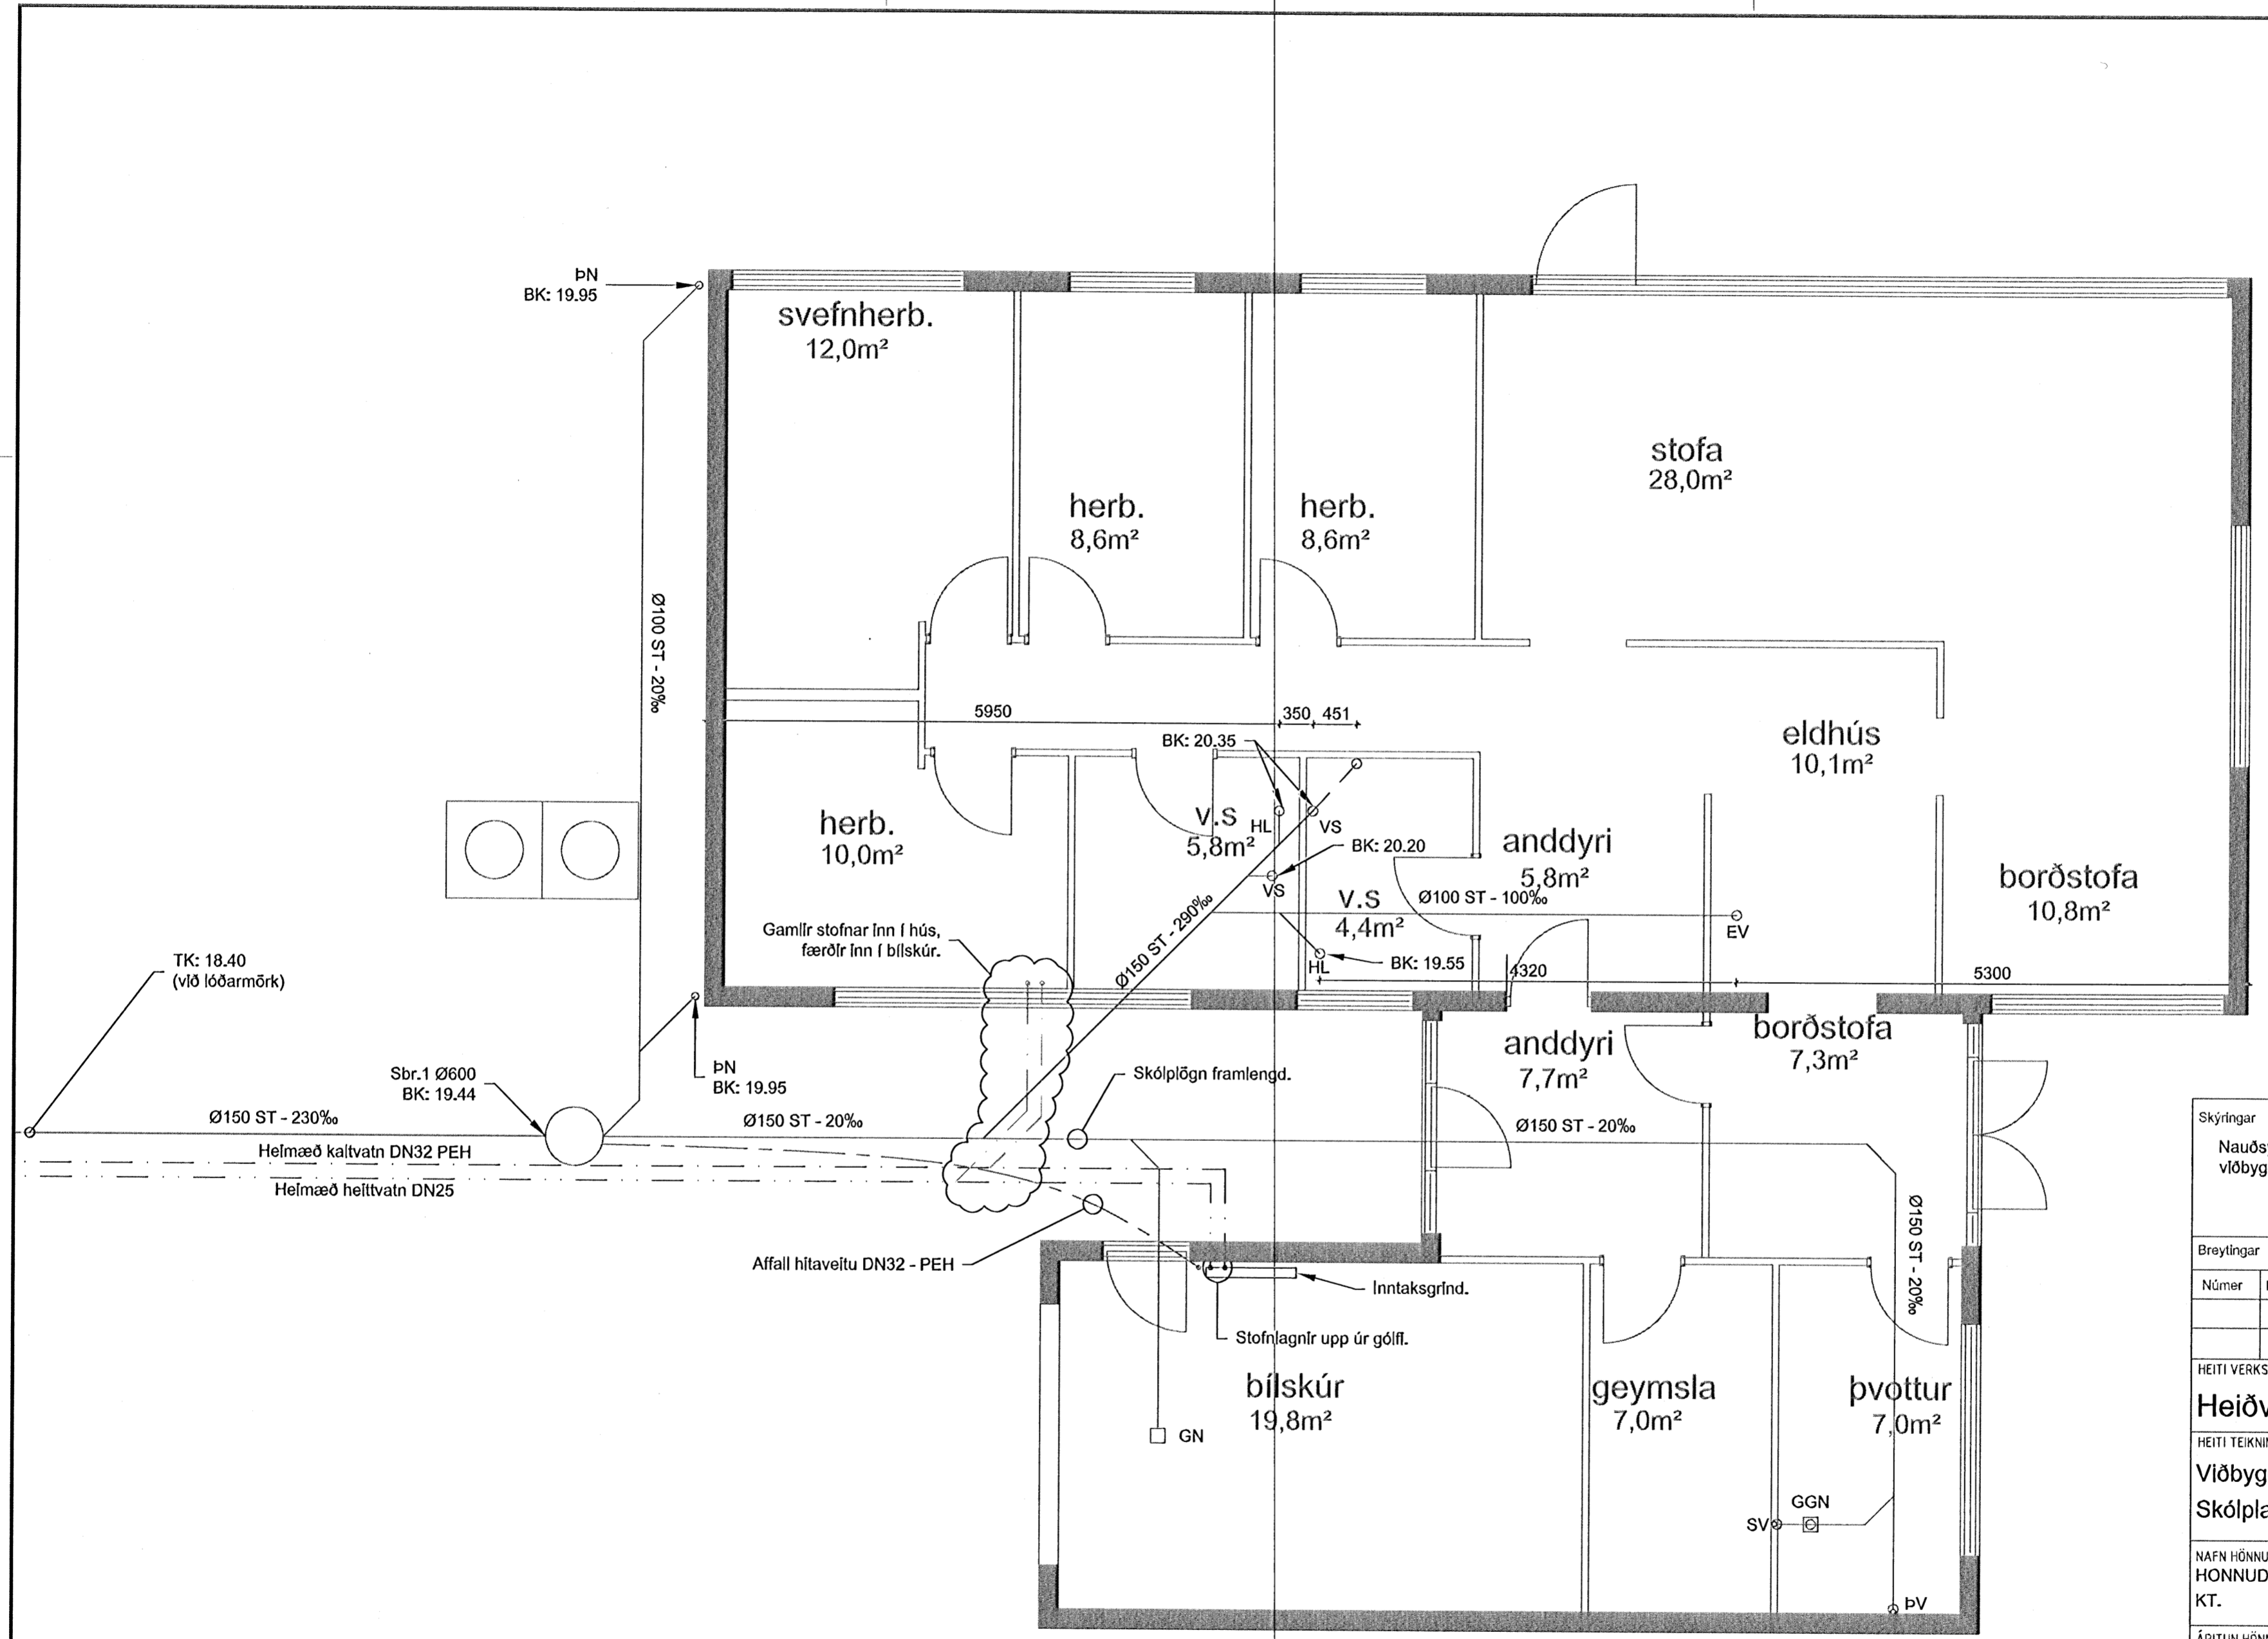 ÞN
BK: 19.95
svefnherb.
12,0m²
herb.
8,6m²
herb.
8,6m²
stofa
28,0m²
Ø100 ST - 20‰
5950
350
451
BK: 20.35
eldhús
10,1m²
herb.
10,0m²
V.S
5,8m²
HL
VS
BK: 20.20
VS
anddyri
5,8m²
V.S
4,4m²
Ø100 ST - 100‰
borðstofa
10,8m²
EV
Gamlir stofnar inn í hús,
færðir inn í bílskúr.
Ø150 ST - 290‰
HL
BK: 19.55
4320
5300
TK: 18.40
(við lóðarmörk)
Sbr.1 Ø600
BK: 19.44
ÞN
BK: 19.95
Skólplögn framlengd.
anddyri
7,7m²
borðstofa
7,3m²
Ø150 ST - 230‰
Ø150 ST - 20‰
Ø150 ST - 20‰
Heimæð kaltvatn DN32 PEH
Heimæð heittvatn DN25
Ø150 ST - 20‰
Affall hitaveitu DN32 - PEH
Inntaksgrind.
Stofnlagnir upp úr gólfi.
bílskúr
19,8m²
geymsla
7,0m²
þvottur
7,0m²
GN
GGN
SV
ÞV
Skýringar
Nauðs
viðbyg
Breytingar
Númer
HEITI VERKS
Heiðv
HEITI TEIKNI
Viðbyg
Skólpla
NAFN HÖNNU
HONNUD
KT.